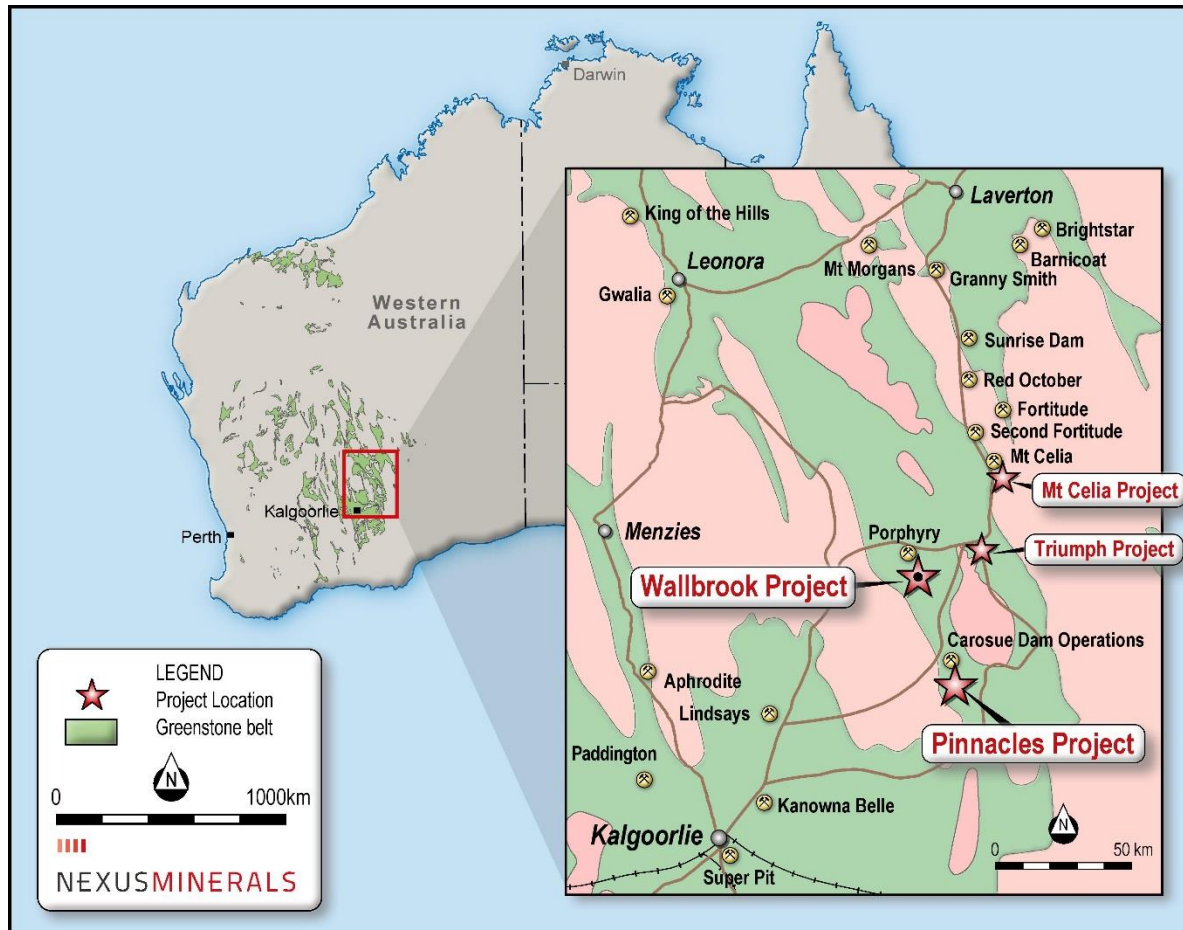 Darwin
Western
Australia
Kalgoorlie
Perth
LEGEND
Project Location
Greenstone belt
N
0 1000km
NEXUSMINERALS
Laverton
King of the Hills
Brightstar
Barnicoat
Mt Morgans
Leonora
Granny Smith
Gwalia
Sunrise Dam
Red October
Fortitude
Second Fortitude
Mt Celia
Mt Celia Project
Menzies
Porphyry
Triumph Project
Wallbrook Project
Carosue Dam Operations
Aphrodite
Lindsays
Pinnacles Project
Paddington
Kanowna Belle
Kalgoorlie
Super Pit
N
0 50 km